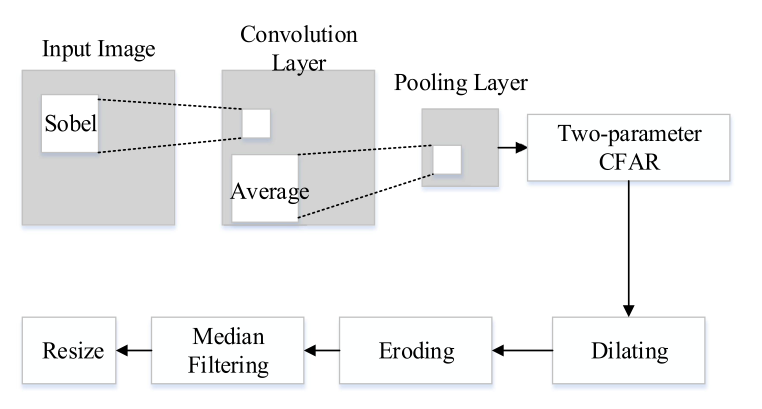 Input Image
Convolution
Layer
Pooling Layer
Sobel
Average
Two-parameter
CFAR
Resize
Median
Filtering
Eroding
Dilating